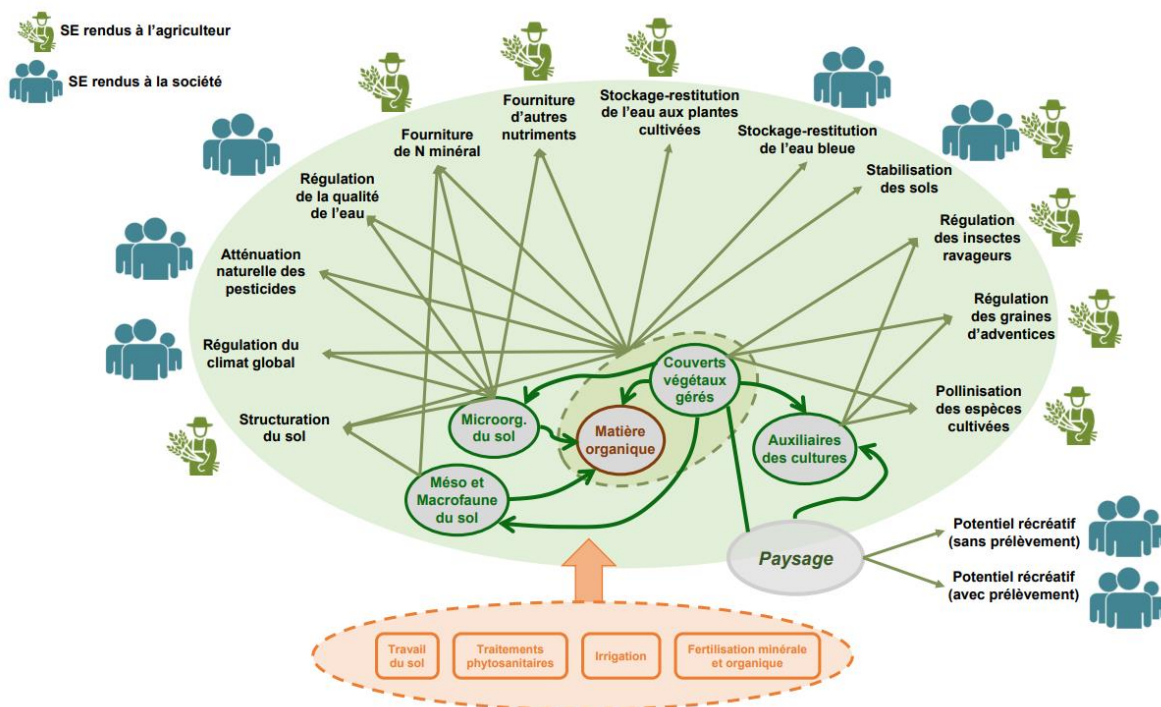 SE rendus à l'agriculteur
SE rendus à la société
Fourniture
d'autres
nutriments
Stockage-restitution
de l'eau aux plantes
cultivées
Fourniture
de N minéral
Stockage-restitution
de l'eau bleue
Régulation
de la qualité
de l'eau
Stabilisation
des sols
Régulation
des insectes
ravageurs
Atténuation
naturelle des
pesticides
Régulation
des graines
d'adventices
Régulation du
climat global
Couverts
végétaux
gérés
Pollinisation
des espèces
cultivées
Structuration
du sol
Microorg.
du sol
Matière
organique
Auxiliaires
des cultures
Méso et
Macrofaune
du sol
Paysage
Potentiel récréatif
(sans prélèvement)
Potentiel récréatif
(avec prélèvement)
Travail
du sol
Traitements
phytosanitaires
Irrigation
Fertilisation minérale
et organique